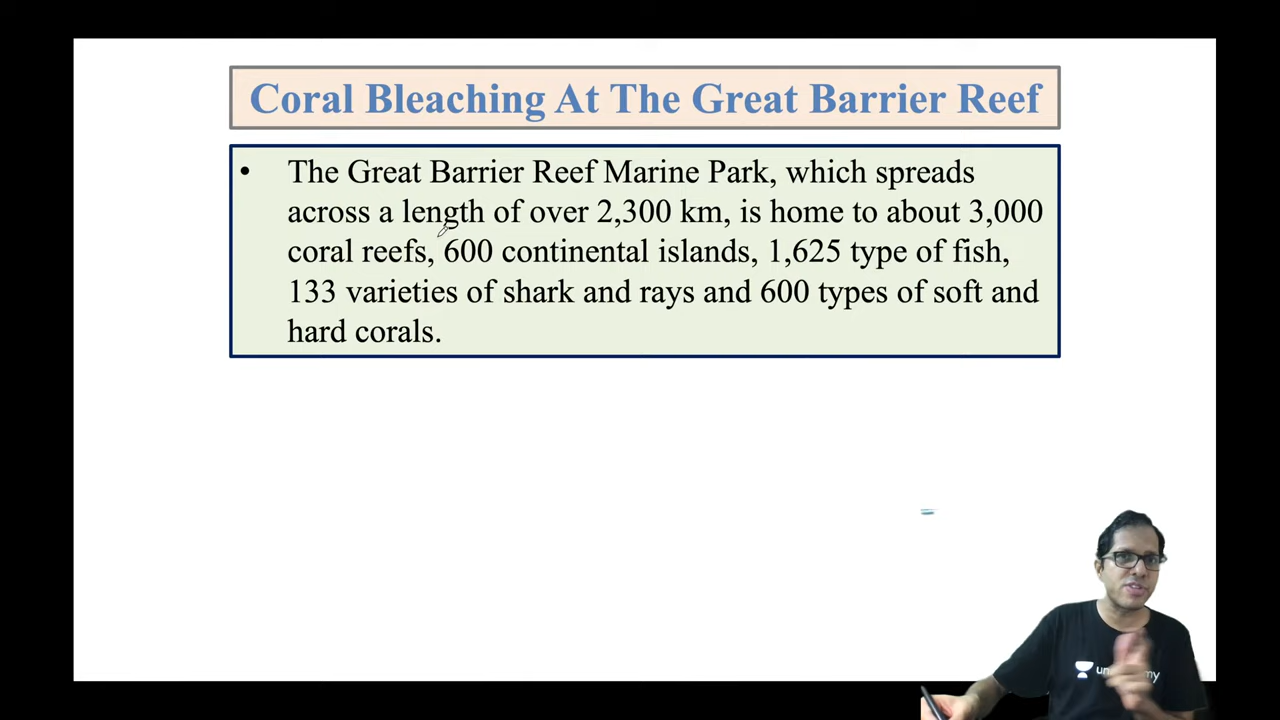 Coral Bleaching At The Great Barrier Reef
• The Great Barrier Reef Marine Park, which spreads
across a length of over 2,300 km, is home to about 3,000
coral reefs, 600 continental islands, 1,625 type of fish,
133 varieties of shark and rays and 600 types of soft and
hard corals.